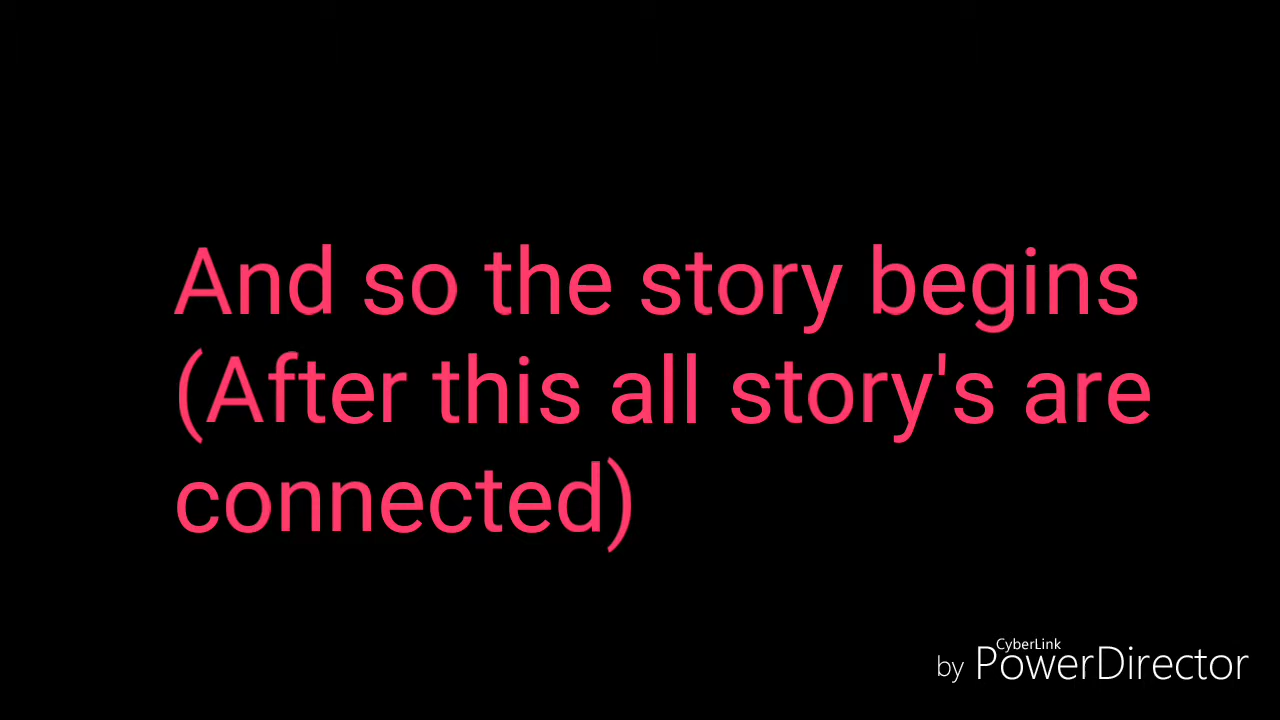 And so the story begins
(After this all story's are
connected)
CyberLink
by PowerDirector